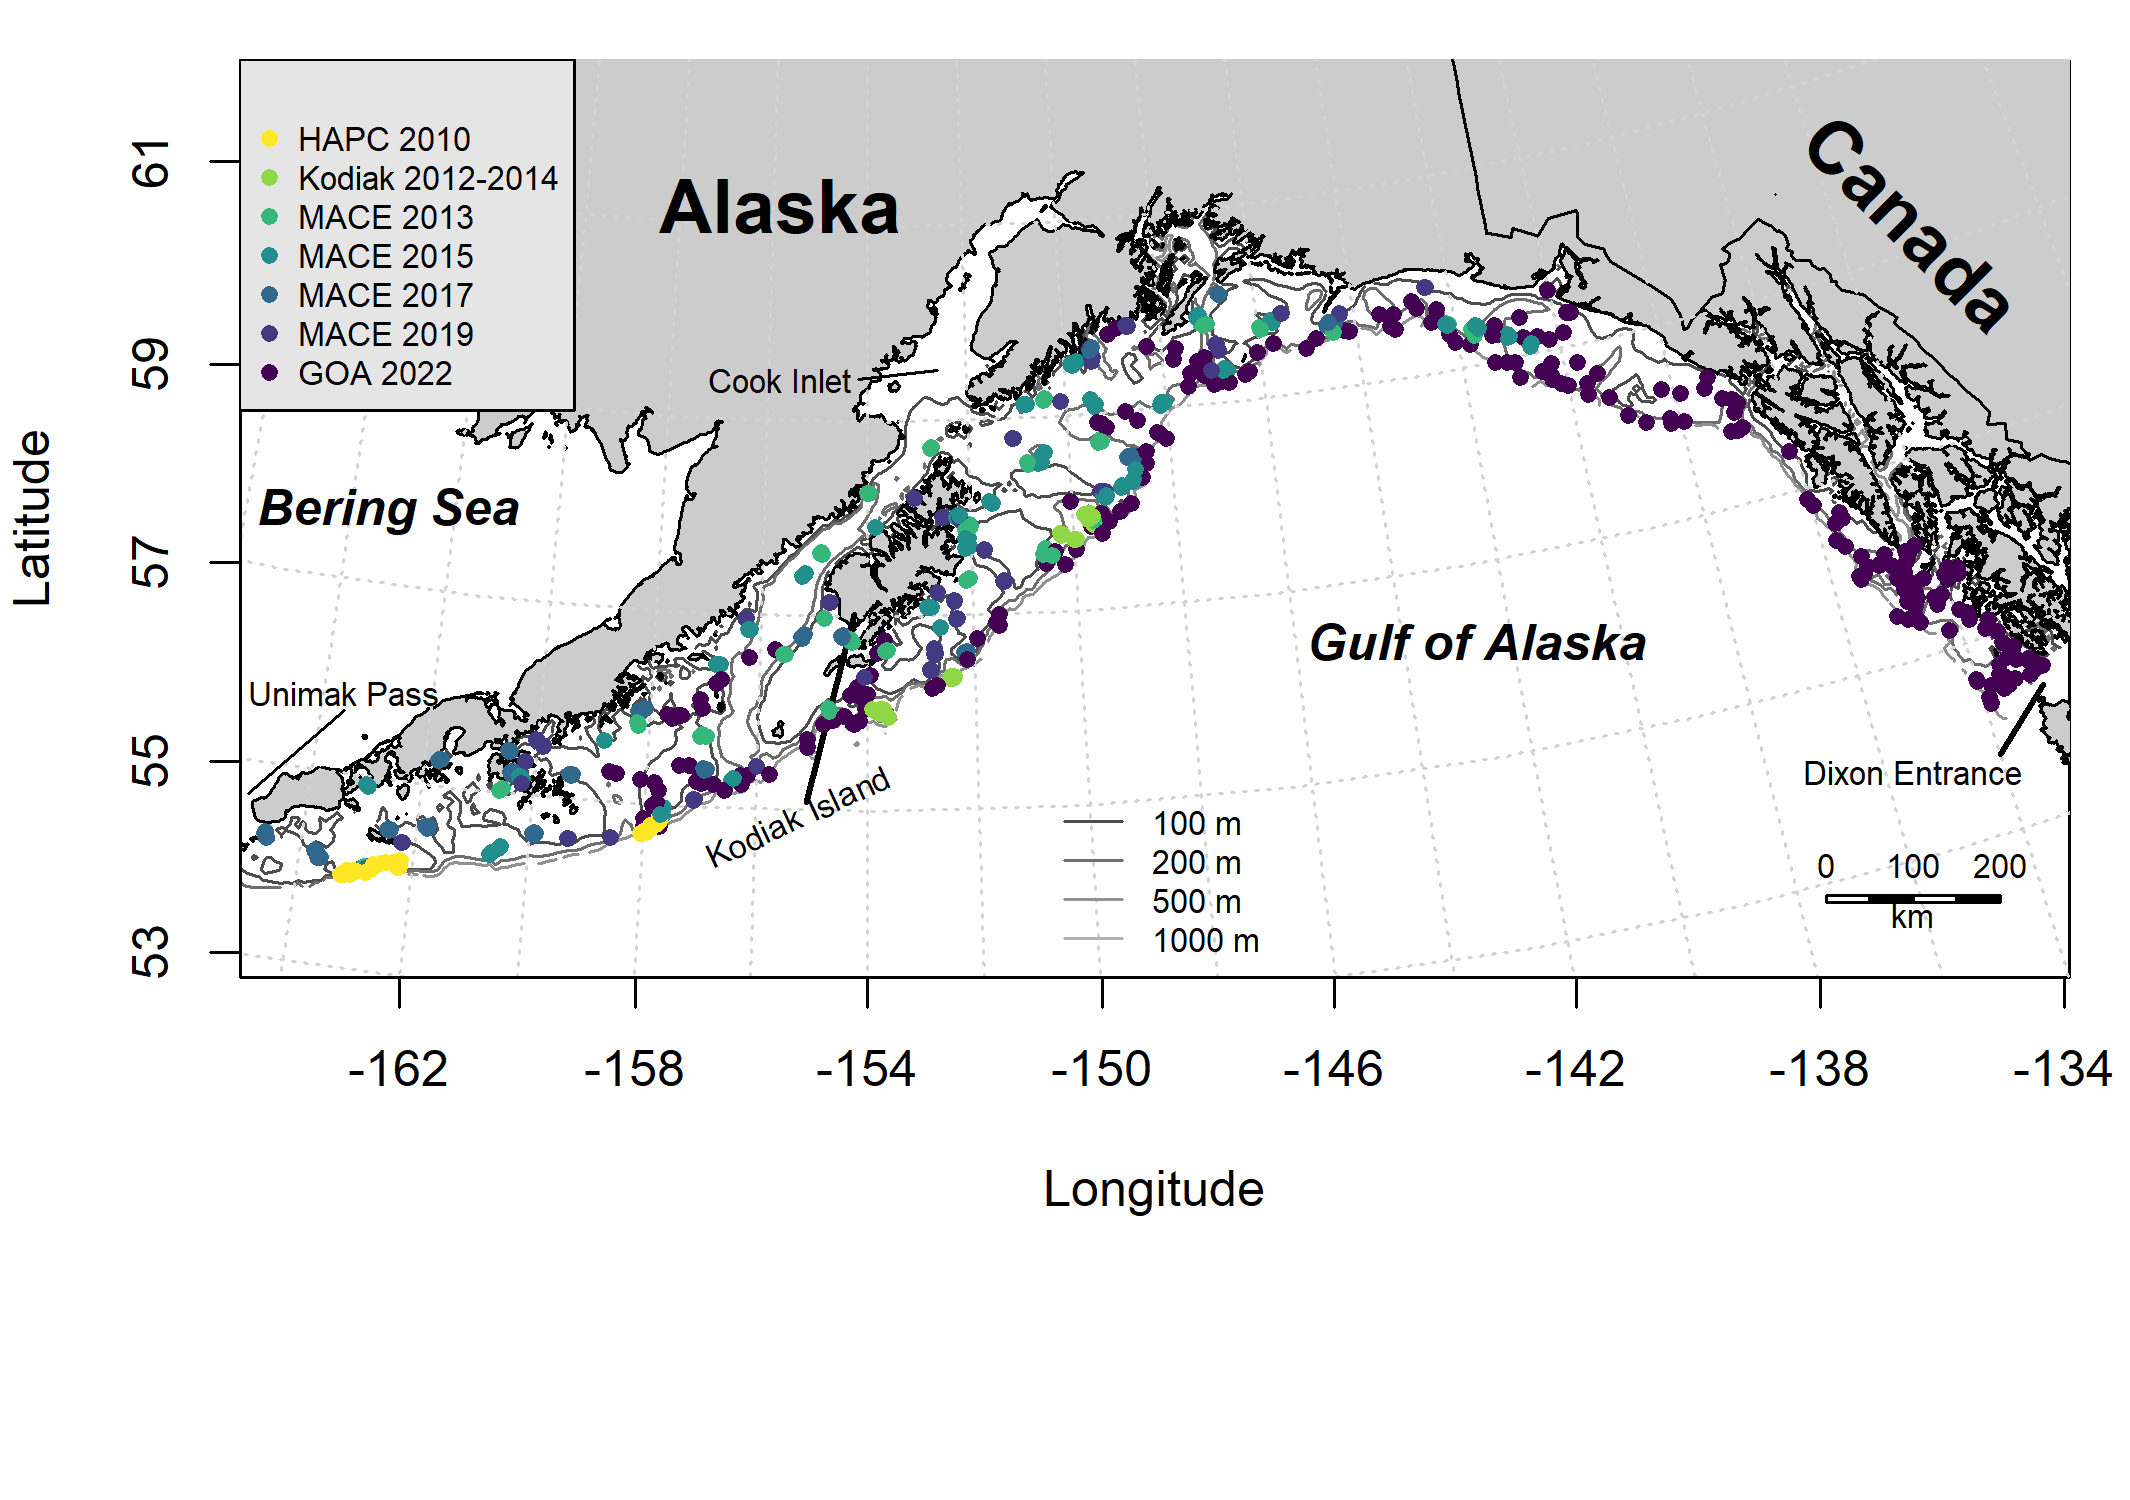 HAPC 2010
Kodiak 2012-2014
MACE 2013
MACE 2015
MACE 2017
MACE 2019
GOA 2022
Alaska
Canada
Cook Inlet
Bering Sea
Gulf of Alaska
Unimak Pass
Kodiak Island
Dixon Entrance
100 m
200 m
500 m
1000 m
0 100 200
km
61
59
57
55
53
Latitude
-162 -158 -154 -150 -146 -142 -138 -134
Longitude